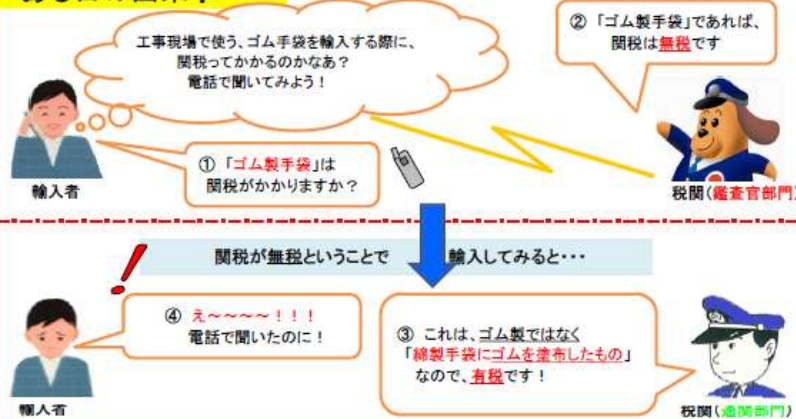 工事現場で使う、ゴム手袋を輸入する際に、
関税ってかかるのかなあ?
電話で聞いてみよう!
② 「ゴム製手袋」であれば、
関税は無税です
① 「ゴム製手袋」は
関税がかかりますか?
輸入者
税関(鑑査官部門)
関税が無税ということで 輸入してみると・・・
④ え~~~~!!!
電話で聞いたのに!
③ これは、ゴム製ではなく
「綿製手袋にゴムを塗布したもの」
なので、有税です!
輸入者
税関(通関部門)